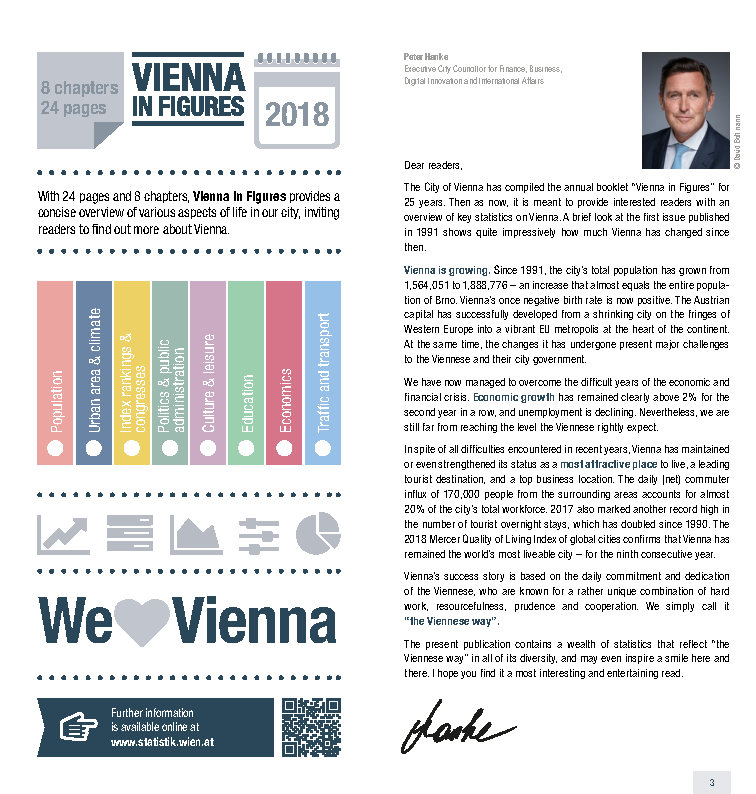 8 chapters
24 pages
VIENNA
IN FIGURES
2018
With 24 pages and 8 chapters, Vienna in Figures provides a
concise overview of various aspects of life in our city, inviting
readers to find out more about Vienna.
Population
Urban area & climate
Index rankings &
congresses
Politics & public
administration
Culture & leisure
Education
Economics
Traffic and transport
We Vienna
Further information
is available online at
www.statistik.wien.at
Peter Hanke
Executive City Councillor for Finance, Business,
Digital Innovation and International Affairs
© David Bohmann
Dear readers,
The City of Vienna has compiled the annual booklet “Vienna in Figures” for
25 years. Then as now, it is meant to provide interested readers with an
overview of key statistics on Vienna. A brief look at the first issue published
in 1991 shows quite impressively how much Vienna has changed since
then.
Vienna is growing. Since 1991, the city’s total population has grown from
1,564,051 to 1,888,776 – an increase that almost equals the entire popula-
tion of Brno. Vienna’s once negative birth rate is now positive. The Austrian
capital has successfully developed from a shrinking city on the fringes of
Western Europe into a vibrant EU metropolis at the heart of the continent.
At the same time, the changes it has undergone present major challenges
to the Viennese and their city government.
We have now managed to overcome the difficult years of the economic and
financial crisis. Economic growth has remained clearly above 2% for the
second year in a row, and unemployment is declining. Nevertheless, we are
still far from reaching the level the Viennese rightly expect.
In spite of all difficulties encountered in recent years, Vienna has maintained
or even strengthened its status as a most attractive place to live, a leading
tourist destination, and a top business location. The daily (net) commuter
influx of 170,000 people from the surrounding areas accounts for almost
20% of the city’s total workforce. 2017 also marked another record high in
the number of tourist overnight stays, which has doubled since 1990. The
2018 Mercer Quality of Living Index of global cities confirms that Vienna has
remained the world’s most liveable city – for the ninth consecutive year.
Vienna’s success story is based on the daily commitment and dedication
of the Viennese, who are known for a rather unique combination of hard
work, resourcefulness, prudence and cooperation. We simply call it
“the Viennese way”.
The present publication contains a wealth of statistics that reflect “the
Viennese way” in all of its diversity, and may even inspire a smile here and
there. I hope you find it a most interesting and entertaining read.
Hanke
3